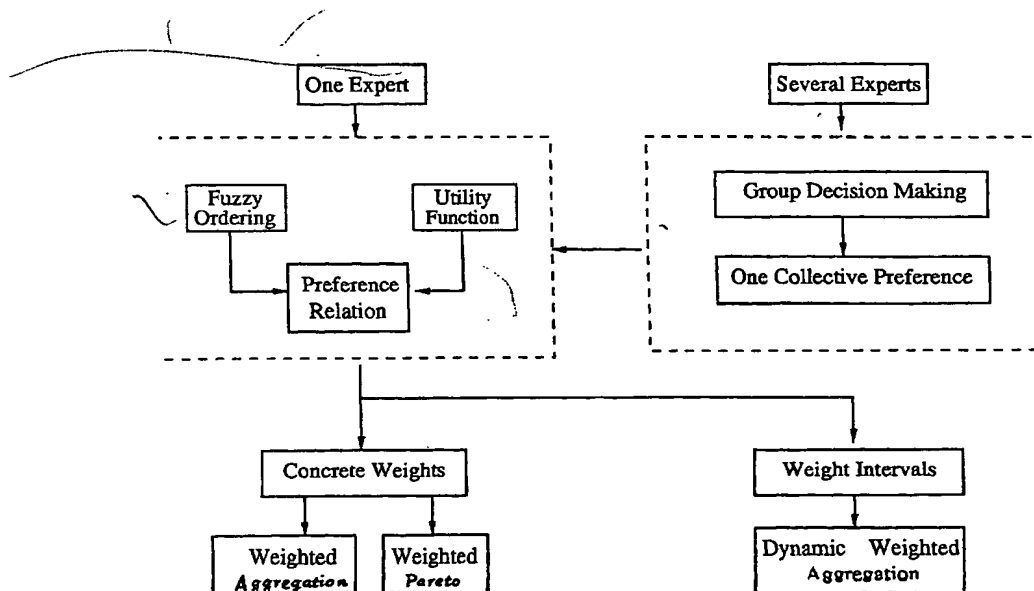 One Expert
Several Experts
Fuzzy
Ordering
Utility
Function
Preference
Relation
Group Decision Making
One Collective Preference
Concrete Weights
Weight Intervals
Weighted
Aggregation
Weighted
Pareto
Dynamic Weighted
Aggregation